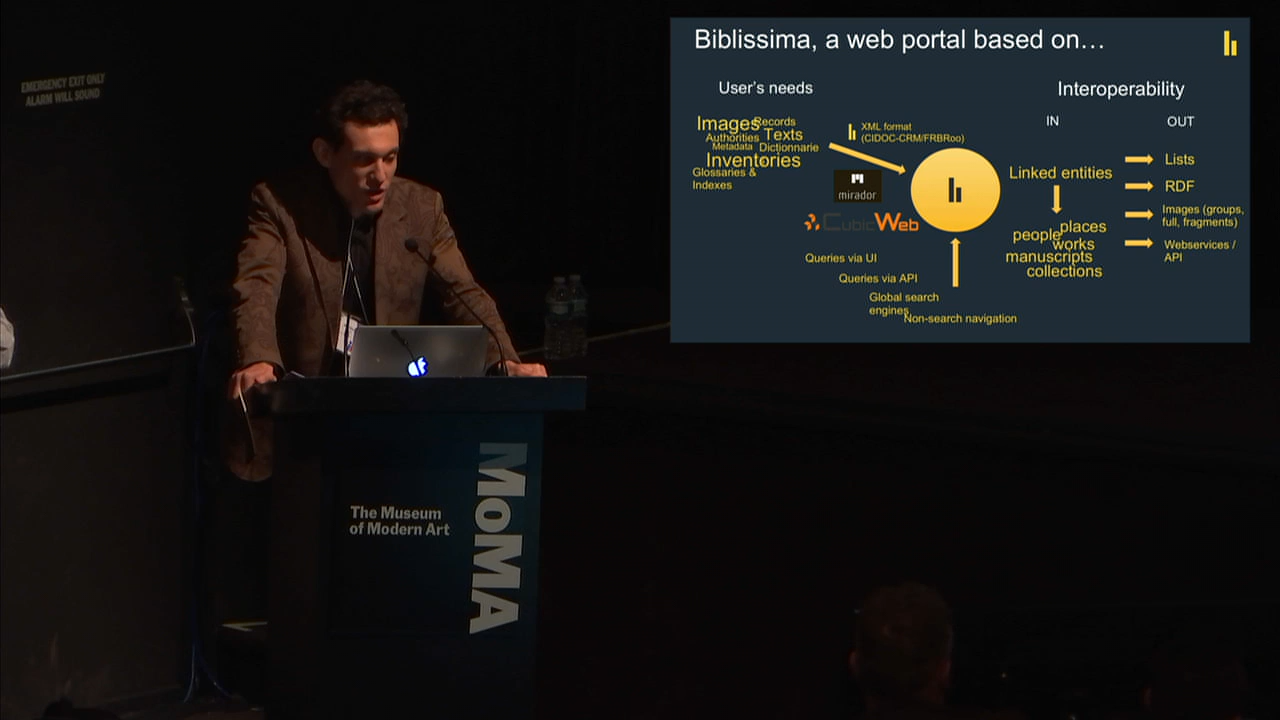 EMERGENCY EXIT ONLY
ALARM WILL SOUND
The Museum
of Modern Art
MoMA
Biblissima, a web portal based on…
User's needs
Images
Records
Authorities
Texts
Metadata
Dictionnarie
Inventories
Glossaries &
Indexes
XML format
(CIDOC-CRM/FRBRoo)
mirador
CubicWeb
Queries via UI
Queries via API
Global search
engines
Non-search navigation
Interoperability
IN
OUT
Linked entities
people
places
works
manuscripts
collections
Lists
RDF
Images (groups,
full, fragments)
Webservices /
API